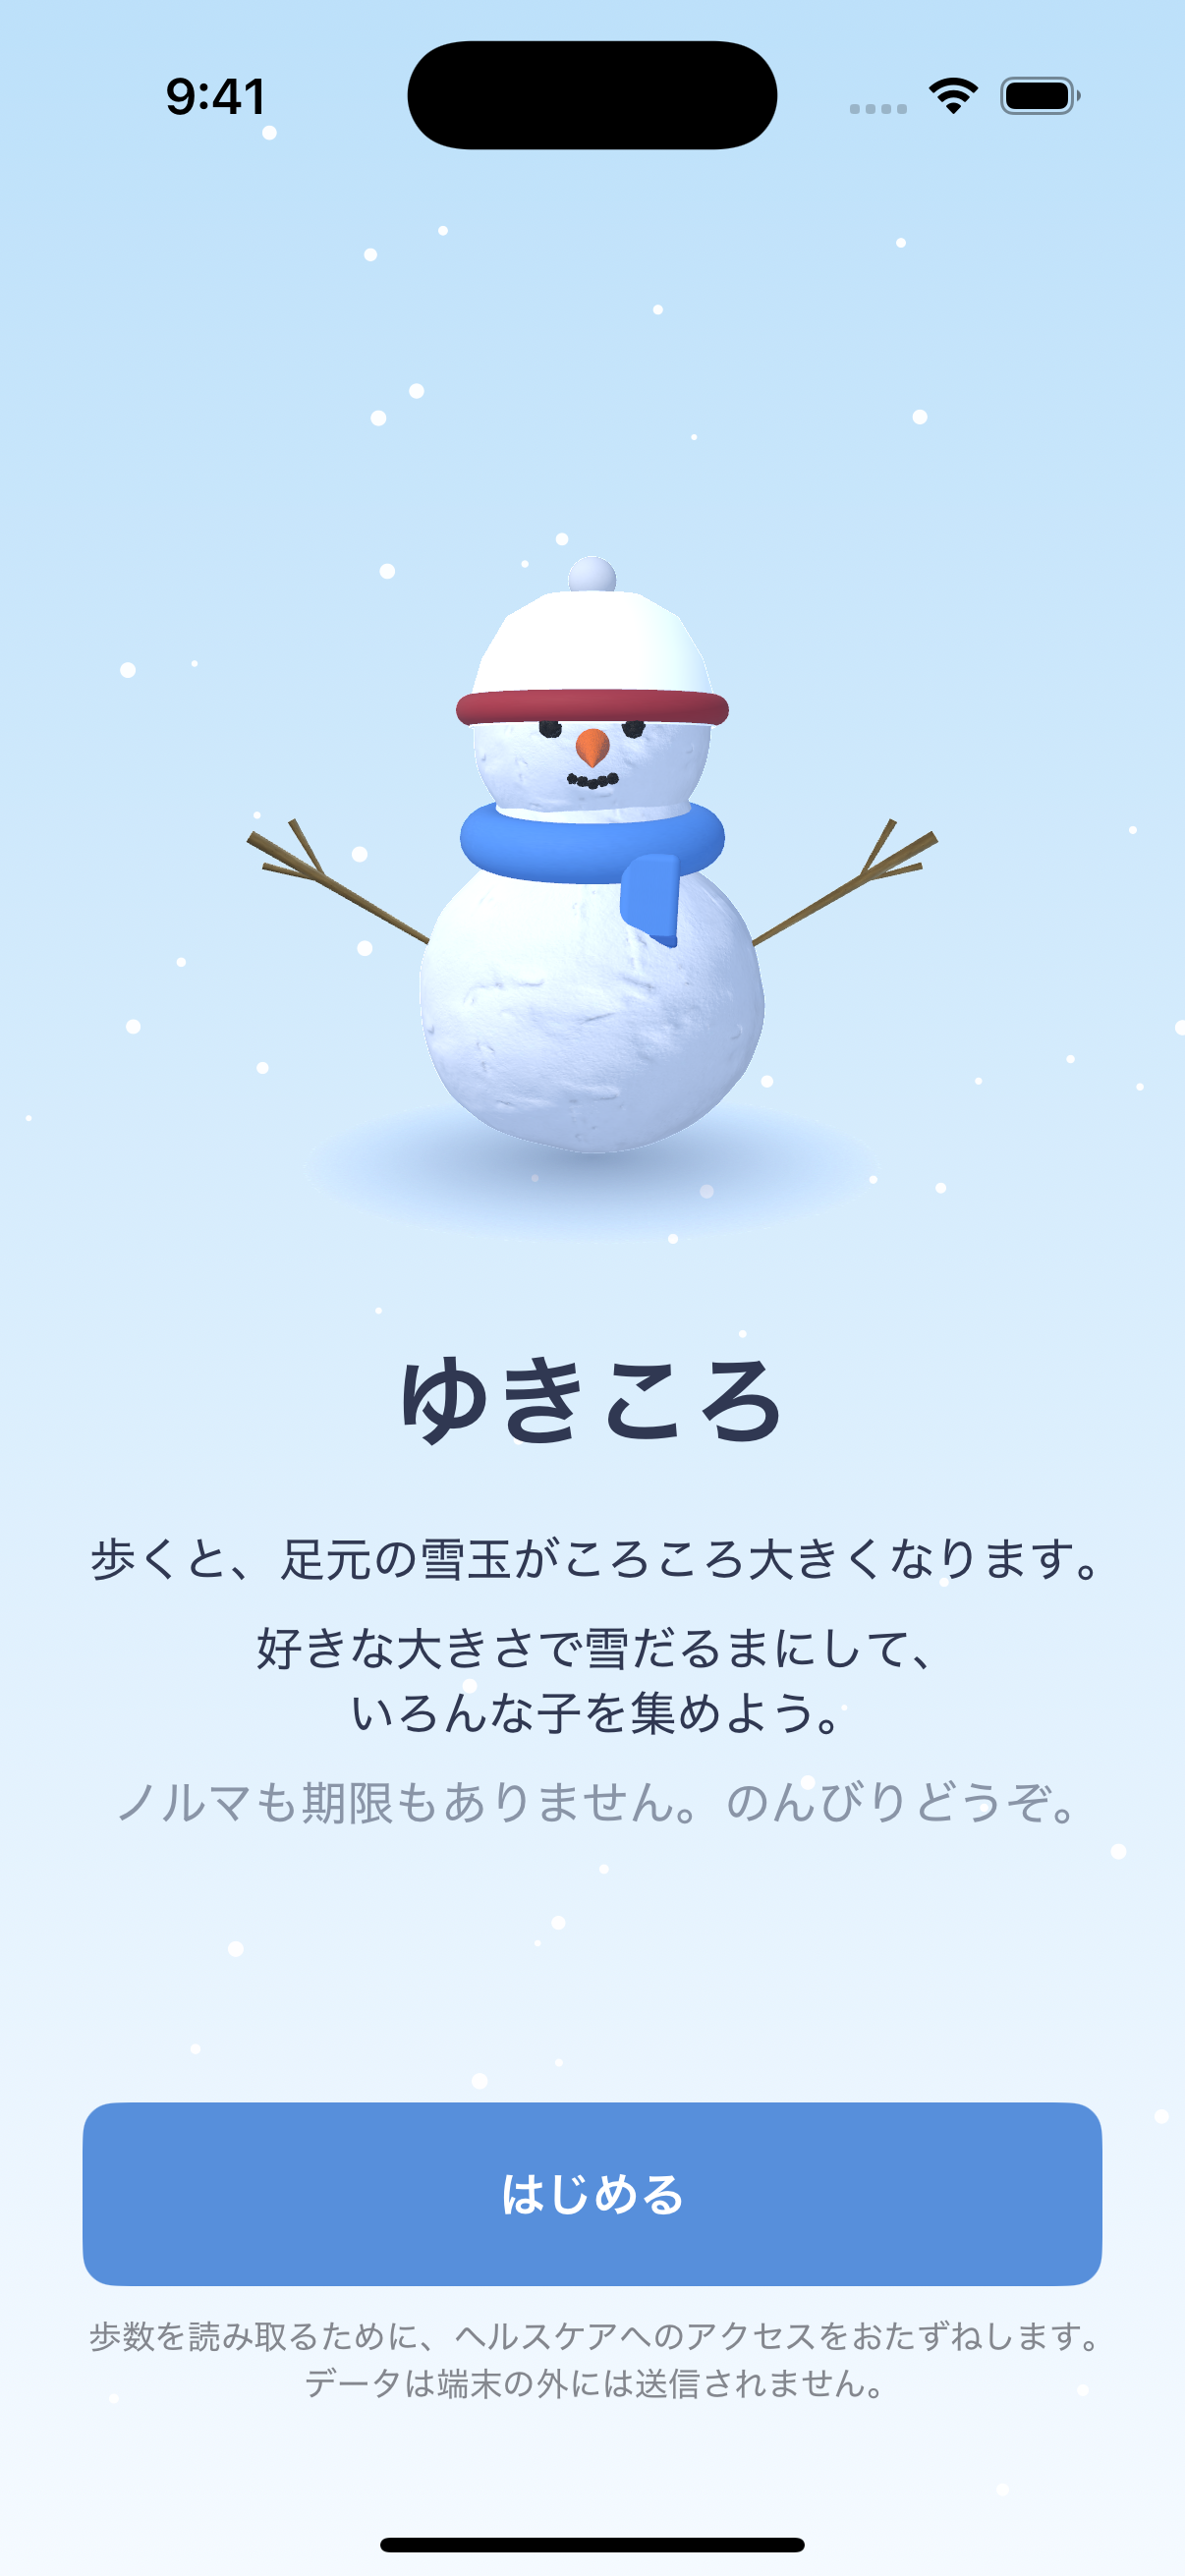 9:41
ゆきころ
歩くと、足元の雪玉がころころ大きくなります。
好きな大きさで雪だるまにして、
いろんな子を集めよう。
ノルマも期限もありません。のんびりどうぞ。
はじめる
歩数を読み取るために、ヘルスケアへのアクセスをおたずねします。
データは端末の外には送信されません。